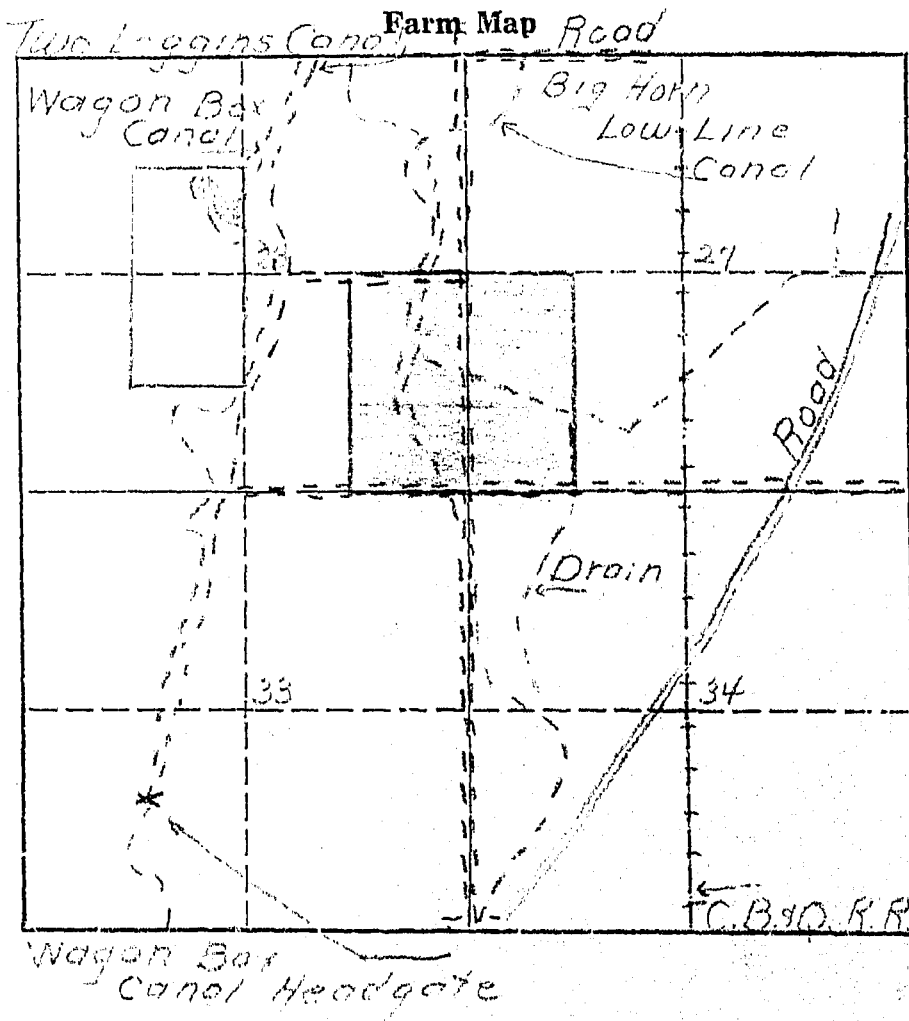 Farm Map
Two Leggins Canal
Road
Wagon Box
Canal
Big Horn
Low Line
Canal
27
Road
Drain
33
34
C.B.&Q. R.R
Wagon Box
Canal Headgate